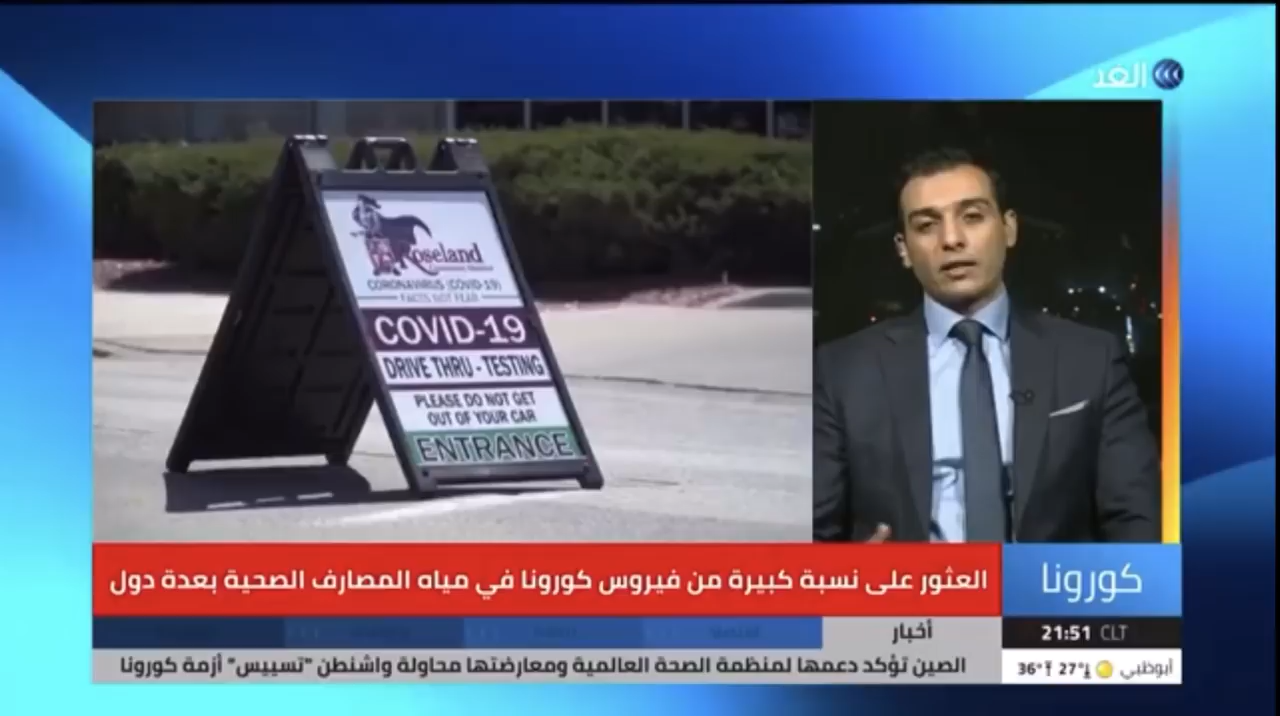 الغد
Roseland
CORONAVIRUS (COVID-19)
FACTS NOT FEAR
COVID-19
DRIVE THRU - TESTING
PLEASE DO NOT GET
OUT OF YOUR CAR
ENTRANCE
العثور على نسبة كبيرة من فيروس كورونا في مياه المصارف الصحية بعدة دول
كورونا
أخبار
21:51 CLT
الصين تؤكد دعمها لمنظمة الصحة العالمية ومعارضتها محاولة واشنطن "تسييس" أزمة كورونا
أبوظبي 27° 36°